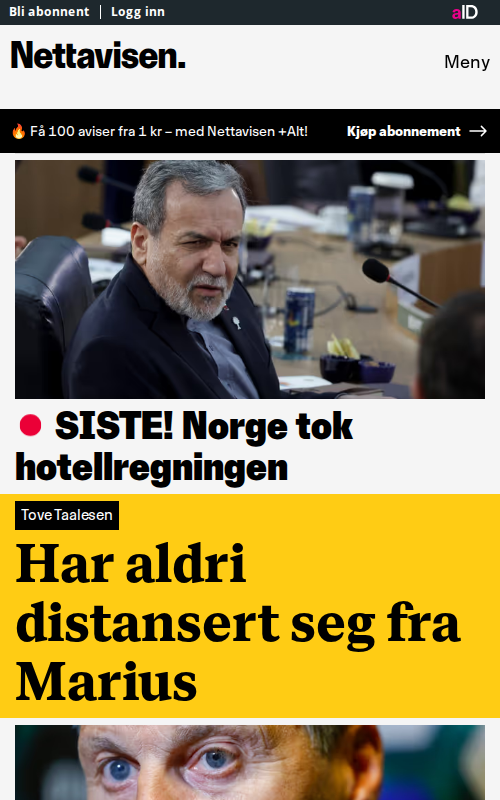 Bli abonnent | Logg inn
aID
Nettavisen.
Meny
🔥 Få 100 aviser fra 1 kr – med Nettavisen +Alt!
Kjøp abonnement →
SISTE! Norge tok
hotellregningen
Tove Taalesen
Har aldri
distansert seg fra
Marius